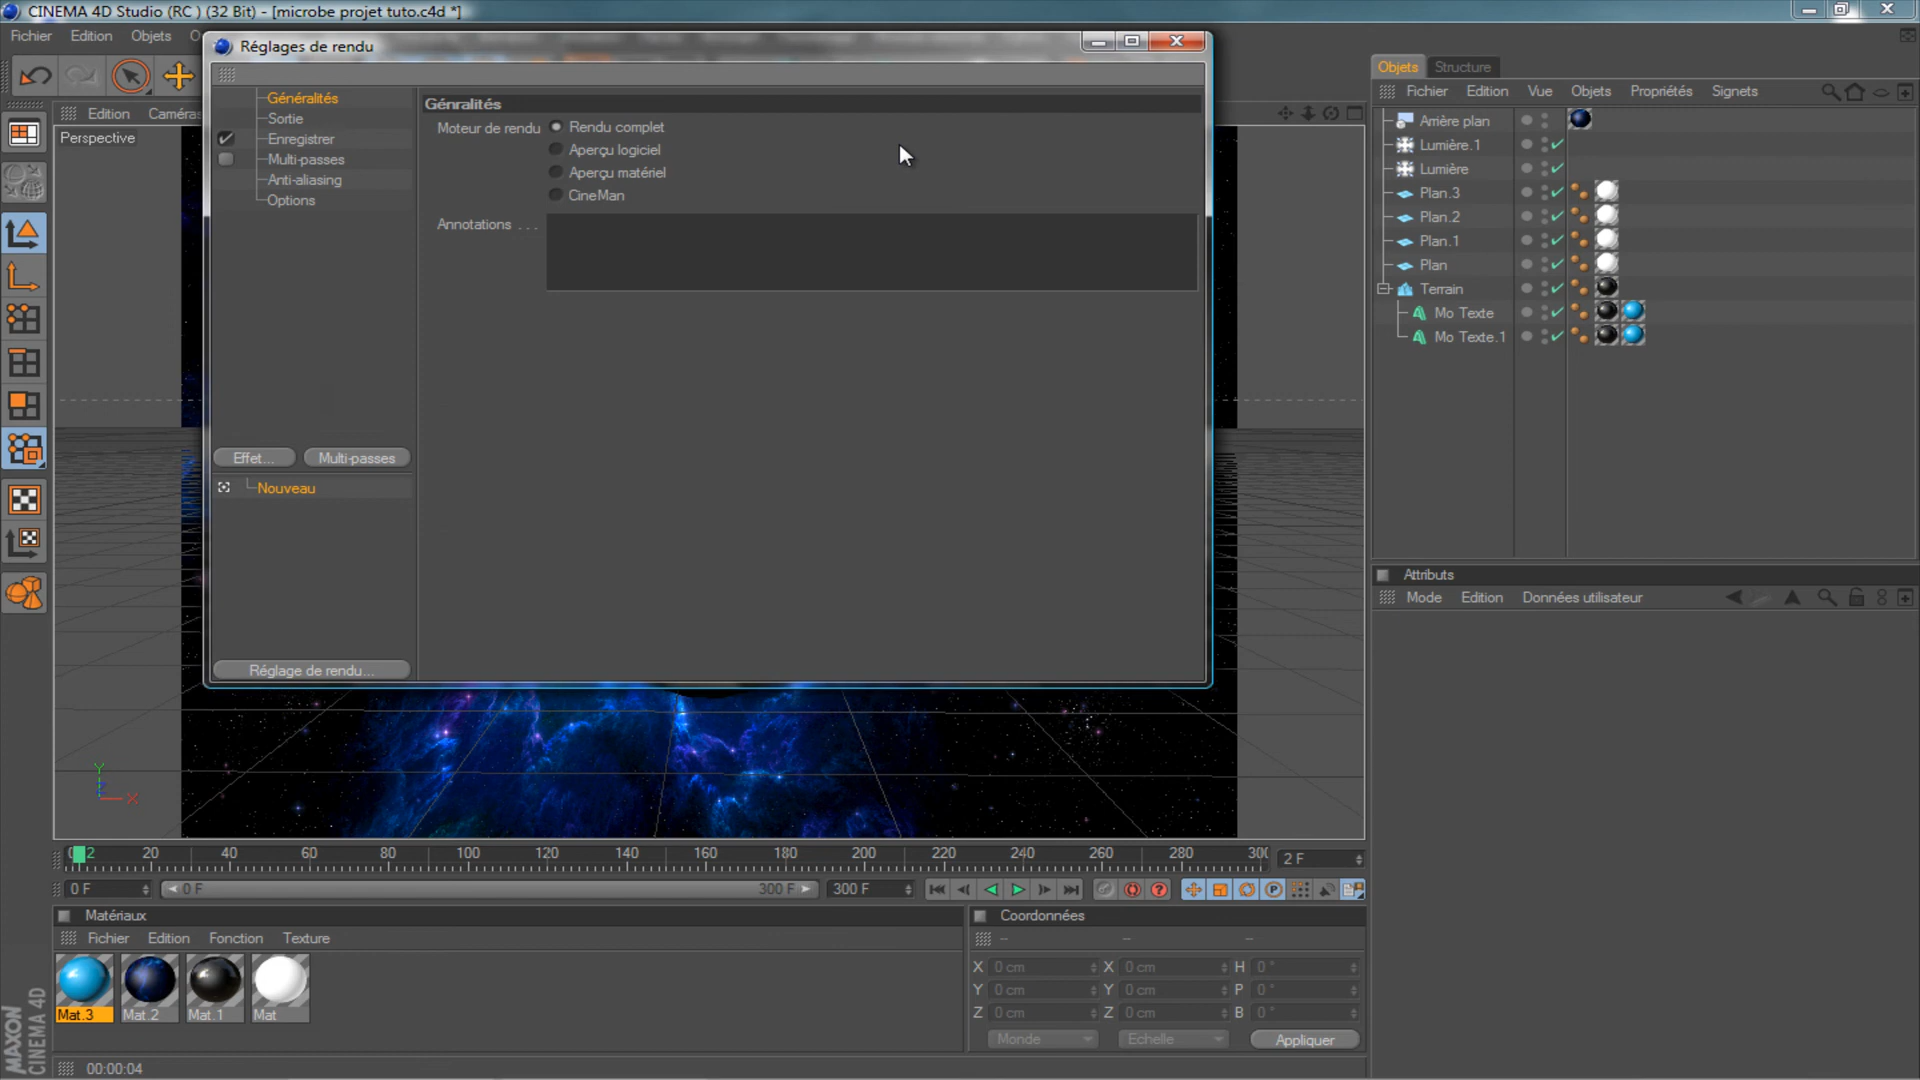 CINEMA 4D Studio (RC ) (32 Bit) - [microbe projet tuto.c4d *]
Fichier Edition Objets O
Réglages de rendu
Edition Caméras
Perspective
Généralités
Sortie
Enregistrer
Multi-passes
Anti-aliasing
Options
Effet... Multi-passes
Nouveau
Réglage de rendu...
Génralités
Moteur de rendu Rendu complet
Aperçu logiciel
Aperçu matériel
CineMan
Annotations . . .
Objets Structure
Fichier Edition Vue Objets Propriétés Signets
Arrière plan
Lumière.1
Lumière
Plan.3
Plan.2
Plan.1
Plan
Terrain
Mo Texte
Mo Texte.1
Attributs
Mode Edition Données utilisateur
Y
Z
X
2 20 40 60 80 100 120 140 160 180 200 220 240 260 280 300 2 F
0 F 0 F 300 F 300 F
Matériaux
Fichier Edition Fonction Texture
Mat.3 Mat.2 Mat.1 Mat
Coordonnées
-- -- --
X 0 cm X 0 cm H 0 °
Y 0 cm Y 0 cm P 0 °
Z 0 cm Z 0 cm B 0 °
Monde Echelle Appliquer
MAXON
CINEMA 4D
00:00:04